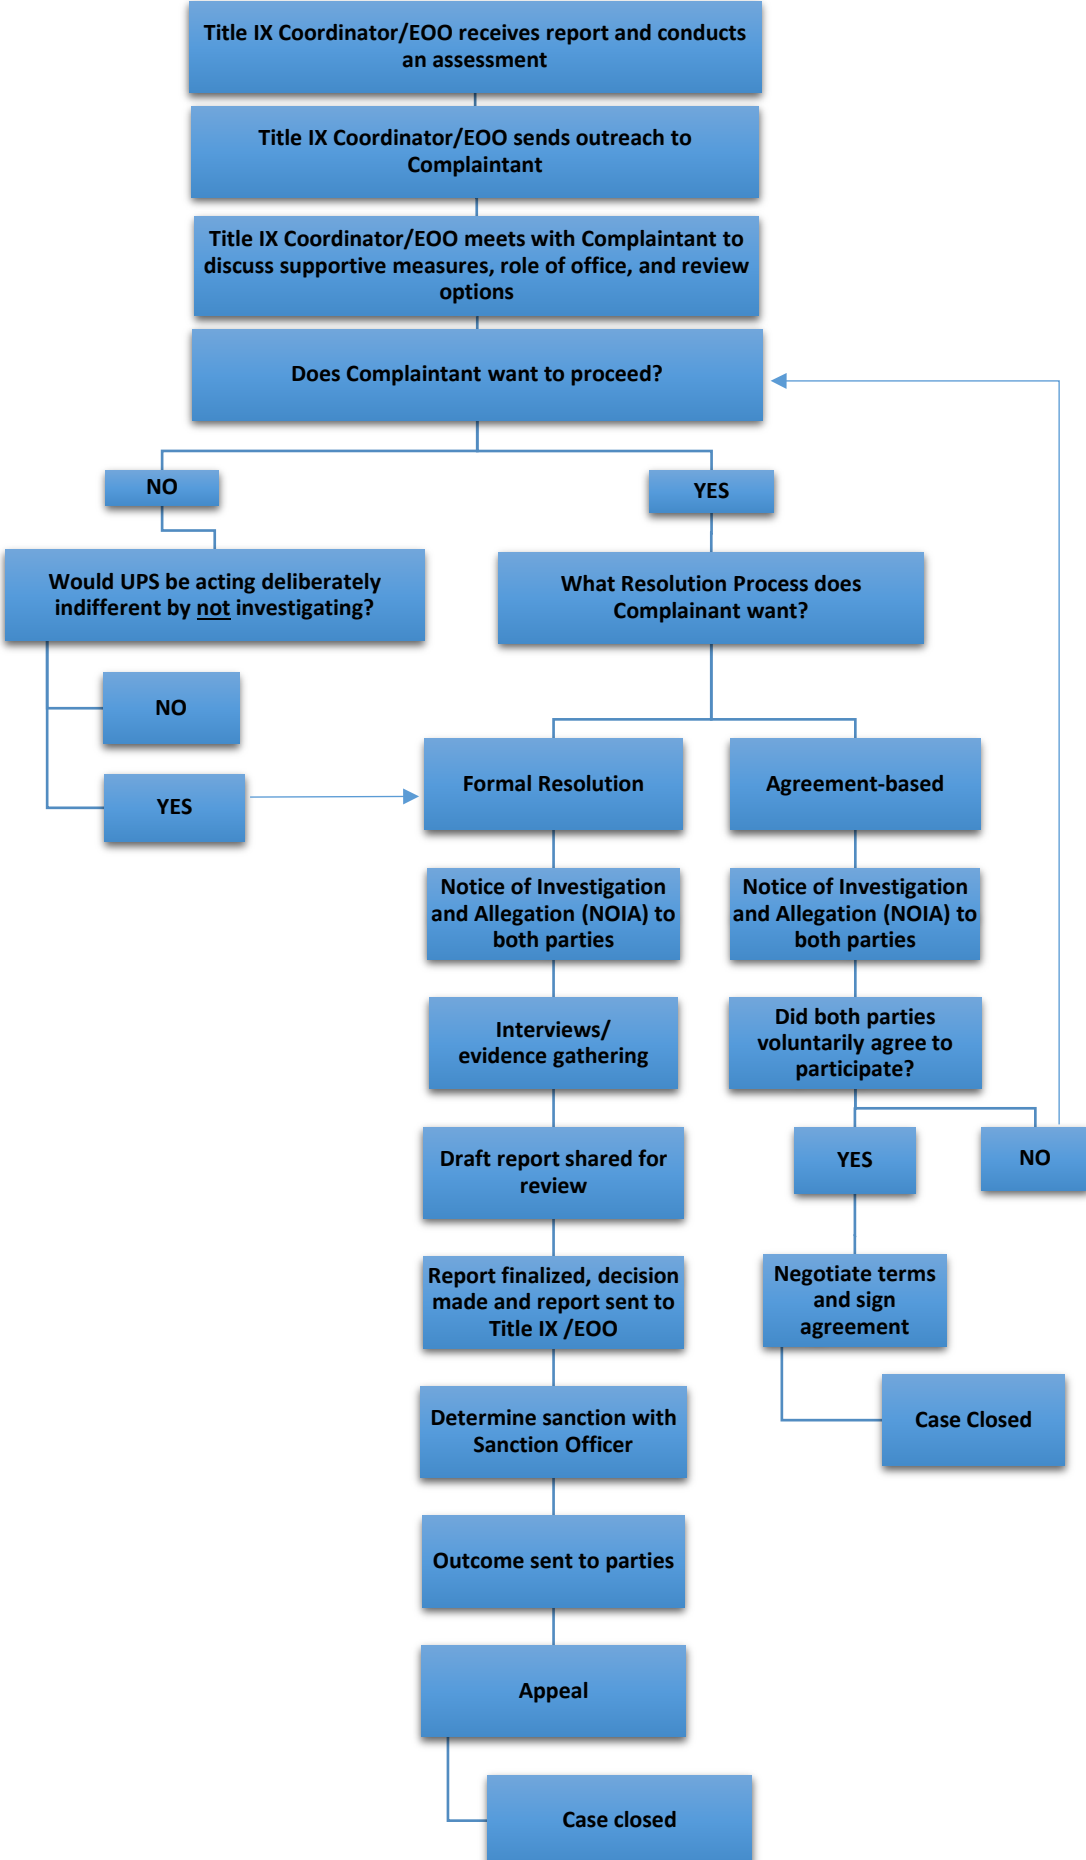 Title IX Coordinator/EOO receives report and conducts
an assessment
Title IX Coordinator/EOO sends outreach to
Complaintant
Title IX Coordinator/EOO meets with Complaintant to
discuss supportive measures, role of office, and review
options
Does Complaintant want to proceed?
NO
YES
Would UPS be acting deliberately
indifferent by not investigating?
What Resolution Process does
Complainant want?
NO
YES
Formal Resolution
Agreement-based
Notice of Investigation
and Allegation (NOIA) to
both parties
Notice of Investigation
and Allegation (NOIA) to
both parties
Interviews/
evidence gathering
Did both parties
voluntarily agree to
participate?
Draft report shared for
review
YES
NO
Report finalized, decision
made and report sent to
Title IX /EOO
Negotiate terms
and sign
agreement
Determine sanction with
Sanction Officer
Case Closed
Outcome sent to parties
Appeal
Case closed